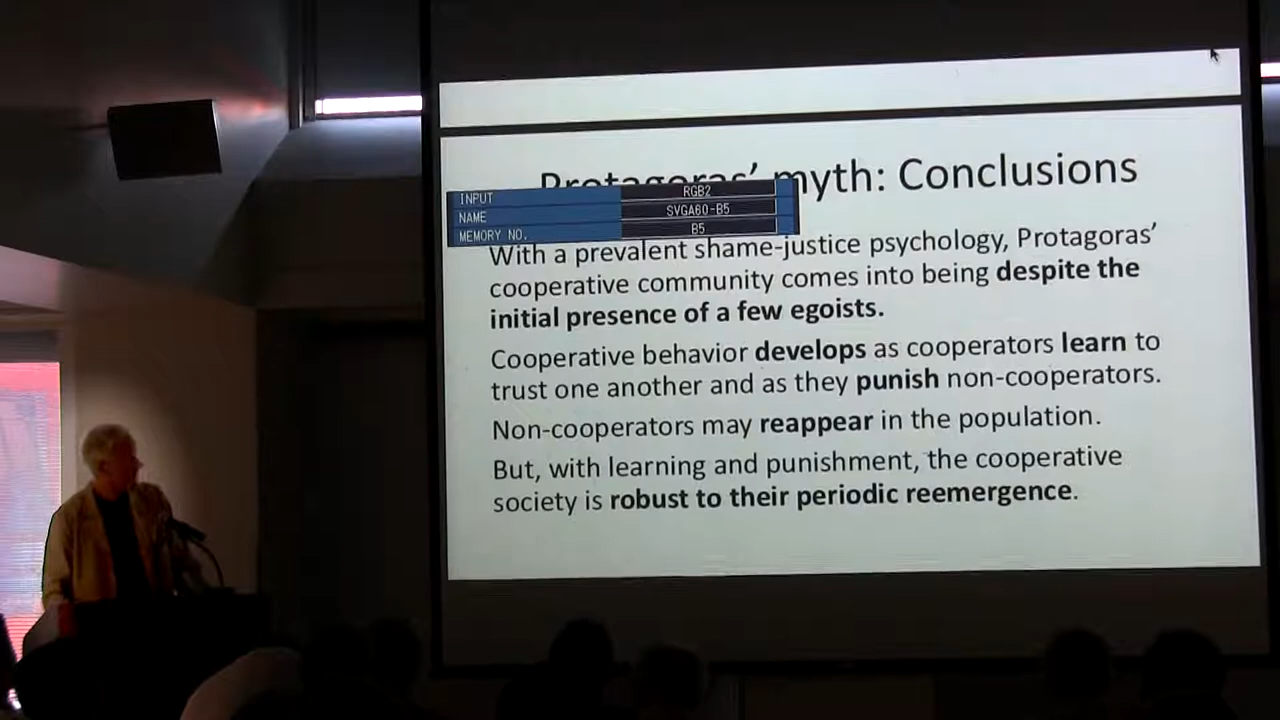 Protagoras’ myth: Conclusions
INPUT RGB2
NAME SVGA60-B5
MEMORY NO. B5
With a prevalent shame-justice psychology, Protagoras’
cooperative community comes into being despite the
initial presence of a few egoists.
Cooperative behavior develops as cooperators learn to
trust one another and as they punish non-cooperators.
Non-cooperators may reappear in the population.
But, with learning and punishment, the cooperative
society is robust to their periodic reemergence.